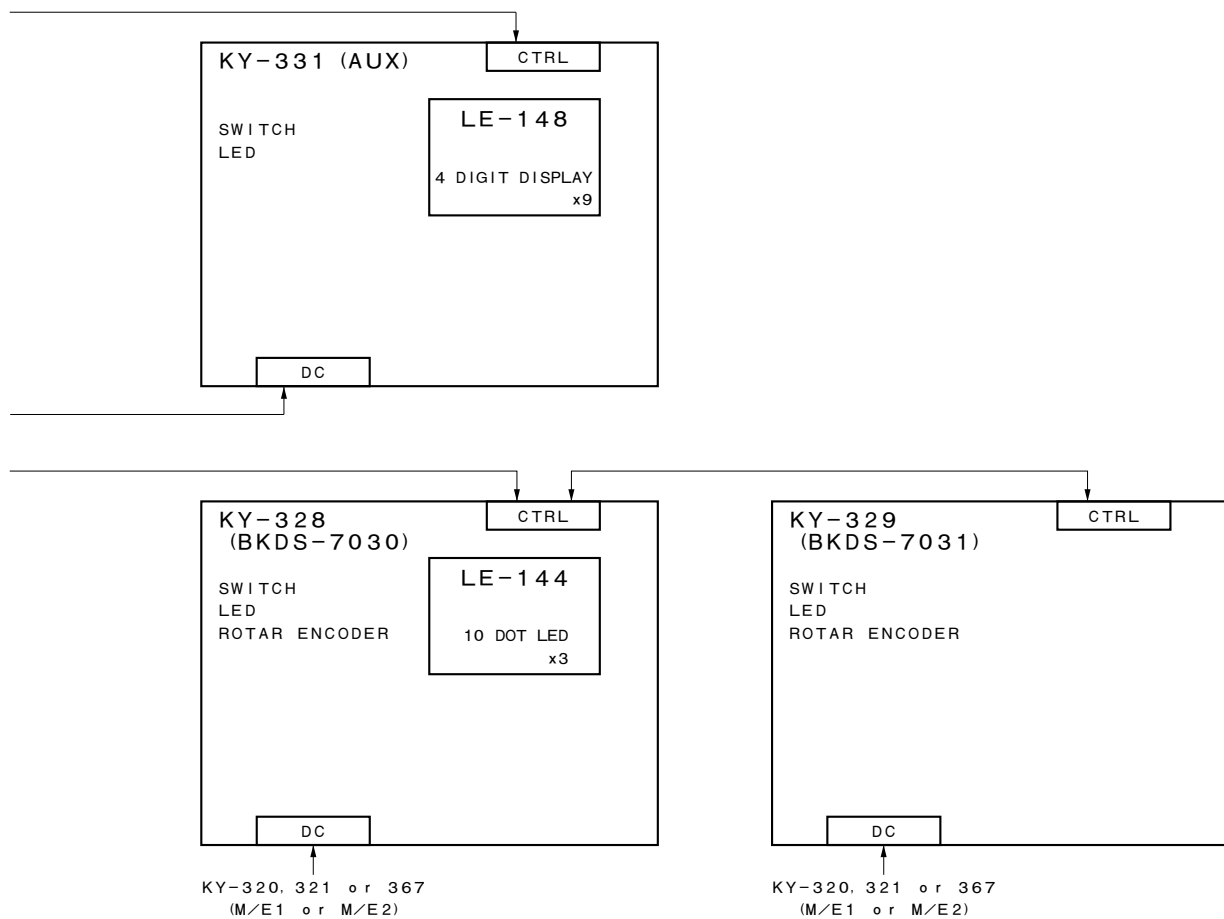 KY-331 (AUX)
CTRL
SWITCH
LED
LE-148
4 DIGIT DISPLAY
x9
DC
KY-328
(BKDS-7030)
CTRL
SWITCH
LED
ROTAR ENCODER
LE-144
10 DOT LED
x3
DC
KY-320, 321 or 367
(M/E1 or M/E2)
KY-329
(BKDS-7031)
CTRL
SWITCH
LED
ROTAR ENCODER
DC
KY-320, 321 or 367
(M/E1 or M/E2)